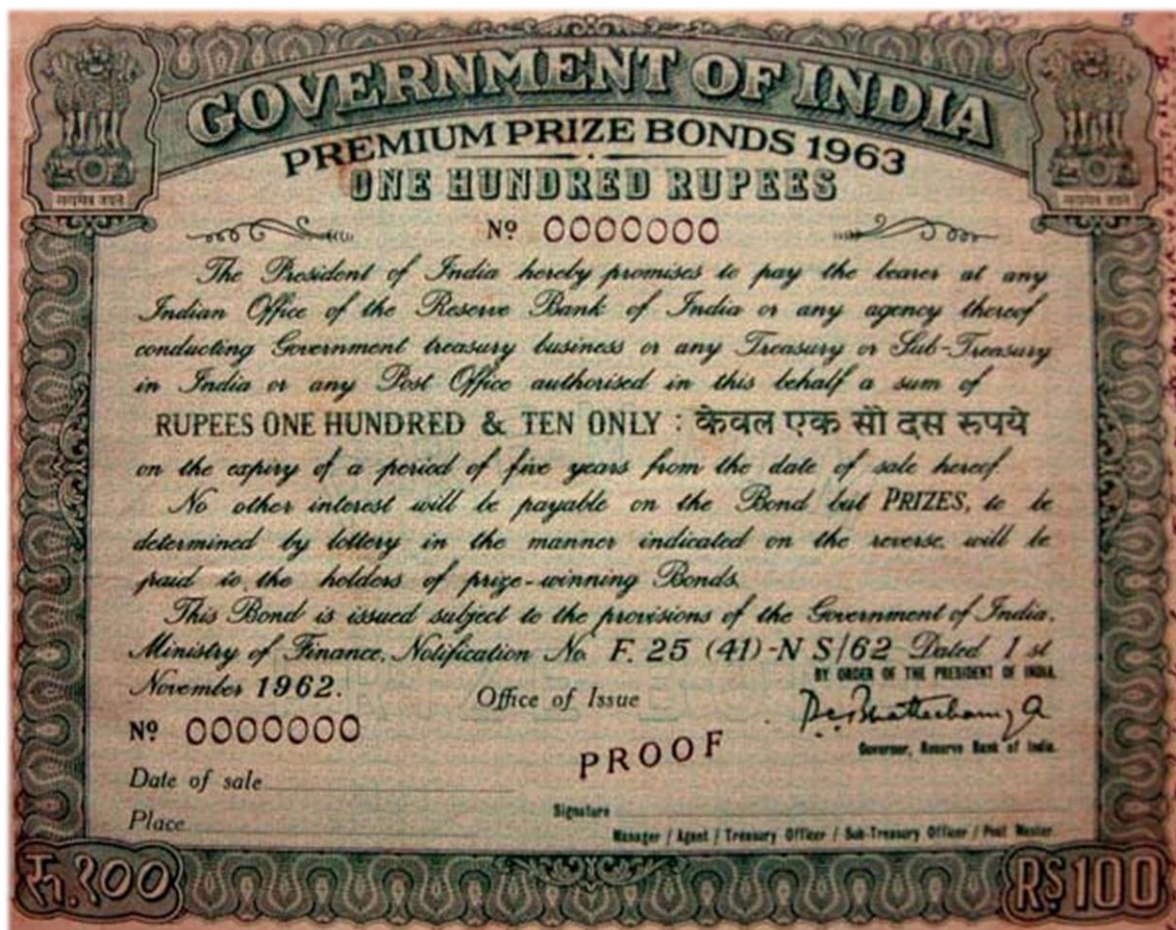 GOVERNMENT OF INDIA
PREMIUM PRIZE BONDS 1963
ONE HUNDRED RUPEES
सत्यमेव जयते
सत्यमेव जयते
Nº 0000000
The President of India hereby promises to pay the bearer at any
Indian Office of the Reserve Bank of India or any agency thereof
conducting Government treasury business or any Treasury or Sub-Treasury
in India or any Post Office authorised in this behalf a sum of
RUPEES ONE HUNDRED & TEN ONLY : केवल एक सौ दस रूपये
on the expiry of a period of five years from the date of sale hereof.
No other interest will be payable on the Bond but PRIZES, to be
determined by lottery in the manner indicated on the reverse, will be
paid to the holders of prize-winning Bonds.
This Bond is issued subject to the provisions of the Government of India,
Ministry of Finance, Notification No. F. 25 (41)-N S/62 Dated 1 st
November 1962.
BY ORDER OF THE PRESIDENT OF INDIA.
Office of Issue
Nº 0000000
Governor, Reserve Bank of India.
PROOF
Date of sale
Signature
Place
Manager / Agent / Treasury Officer / Sub-Treasury Officer / Post Master
रु.१००
RS 100